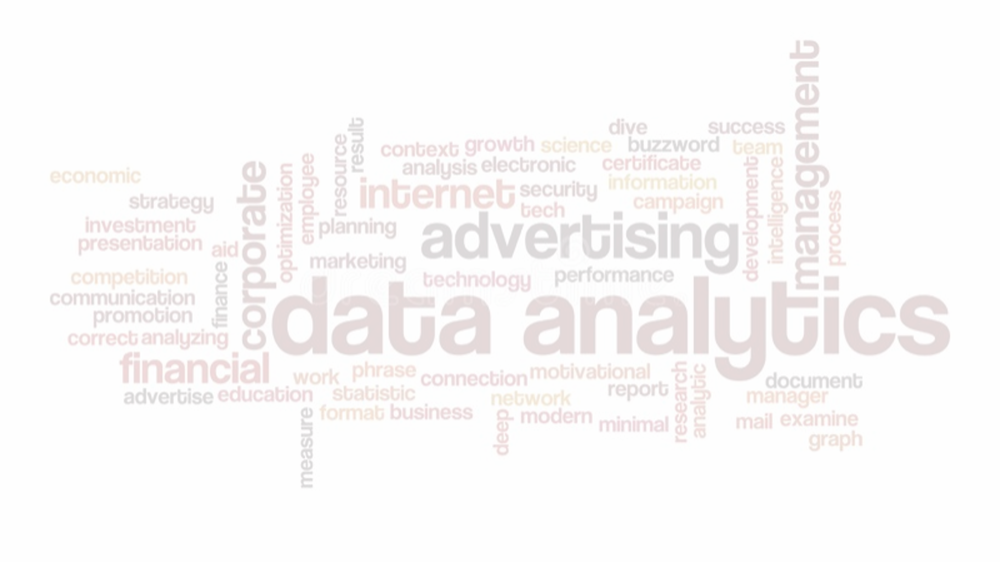 management
result
dive
success
resource
context
growth
science
buzzword
team
economic
corporate
optimization
employee
analysis
electronic
certificate
development
intelligence
strategy
internet
security
information
process
tech
campaign
investment
planning
advertising
presentation
aid
marketing
competition
finance
technology
performance
communication
data analytics
promotion
correct
analyzing
financial
work
phrase
connection
motivational
research
analytic
document
advertise
education
statistic
network
report
manager
measure
format
business
deep
modern
minimal
mail
examine
graph
dreamstime